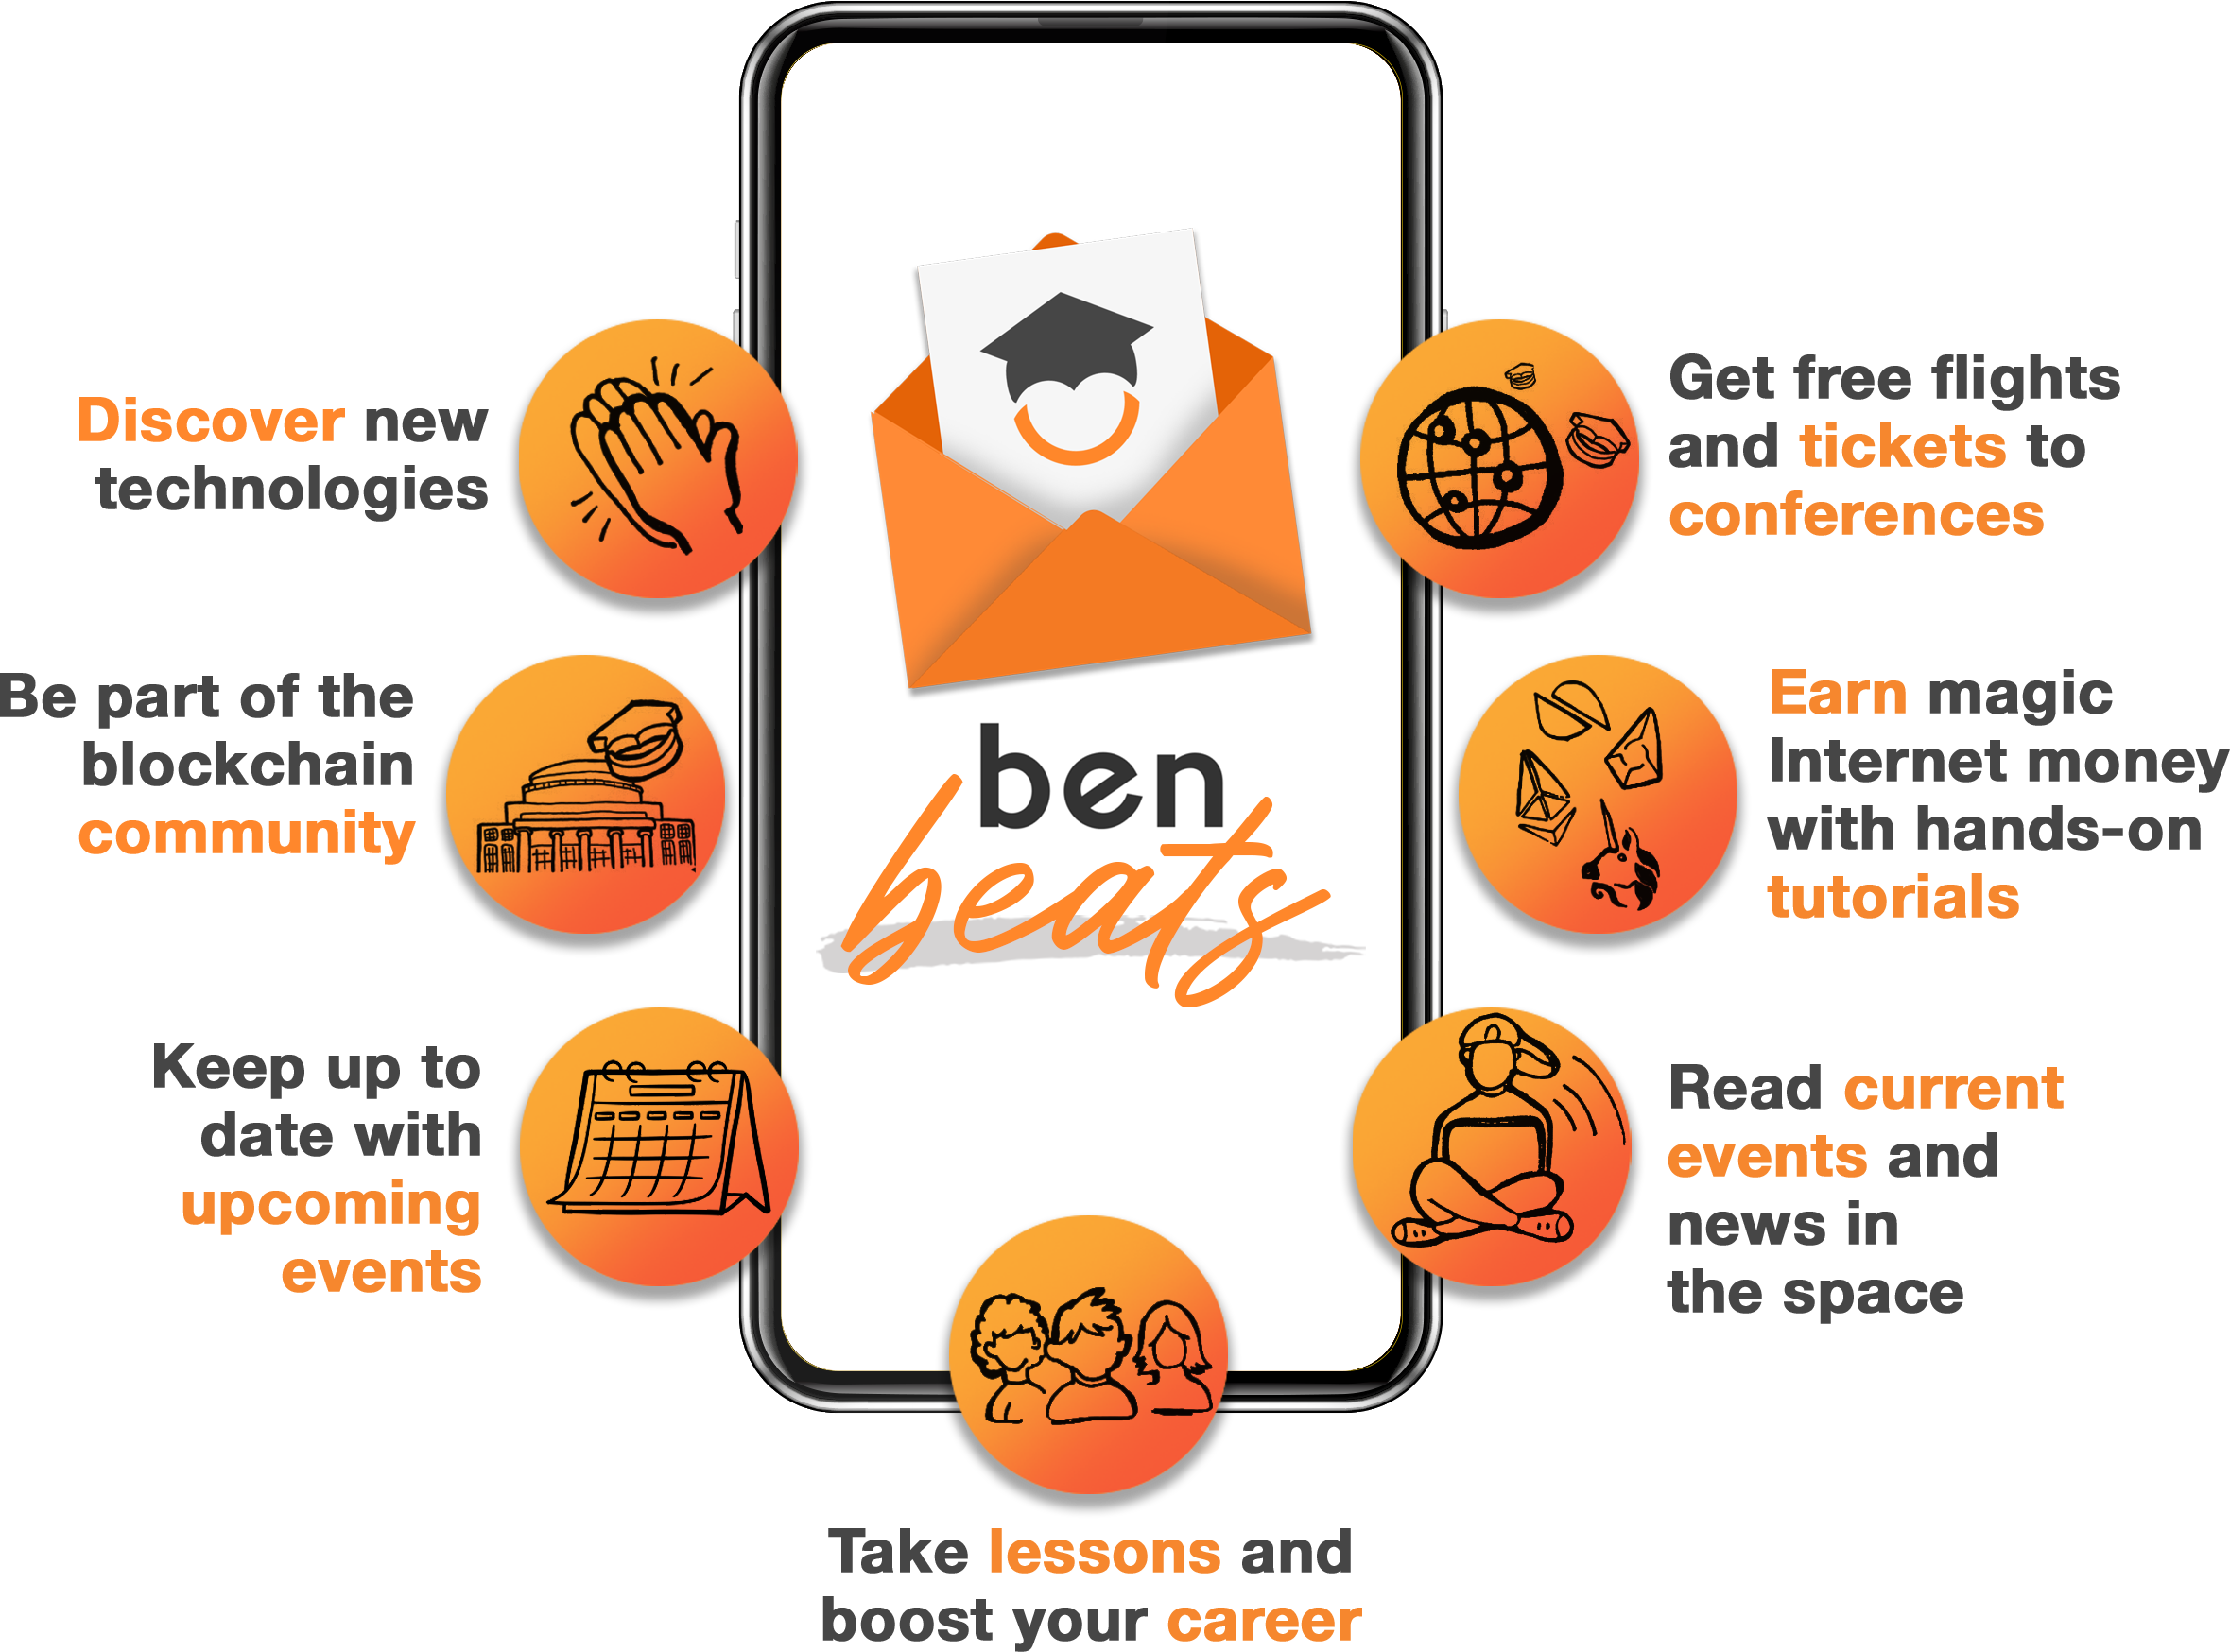 Discover new
technologies
Be part of the
blockchain
community
Keep up to
date with
upcoming
events
ben
beats
Take lessons and
boost your career
Get free flights
and tickets to
conferences
Earn magic
Internet money
with hands-on
tutorials
Read current
events and
news in
the space